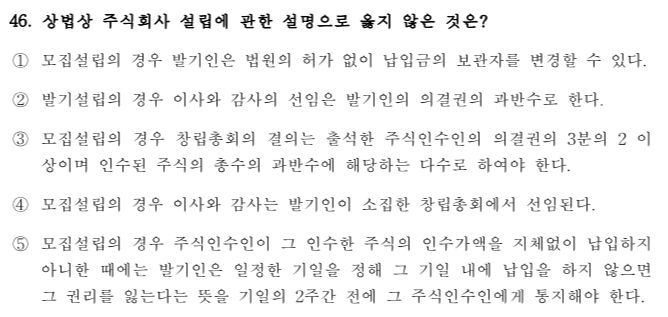 46. 상법상 주식회사 설립에 관한 설명으로 옳지 않은 것은?
① 모집설립의 경우 발기인은 법원의 허가 없이 납입금의 보관자를 변경할 수 있다.
② 발기설립의 경우 이사와 감사의 선임은 발기인의 의결권의 과반수로 한다.
③ 모집설립의 경우 창립총회의 결의는 출석한 주식인수인의 의결권의 3분의 2 이
상이며 인수된 주식의 총수의 과반수에 해당하는 다수로 하여야 한다.
④ 모집설립의 경우 이사와 감사는 발기인이 소집한 창립총회에서 선임된다.
⑤ 모집설립의 경우 주식인수인이 그 인수한 주식의 인수가액을 지체없이 납입하지
아니한 때에는 발기인은 일정한 기일을 정해 그 기일 내에 납입을 하지 않으면
그 권리를 잃는다는 뜻을 기일의 2주간 전에 그 주식인수인에게 통지해야 한다.